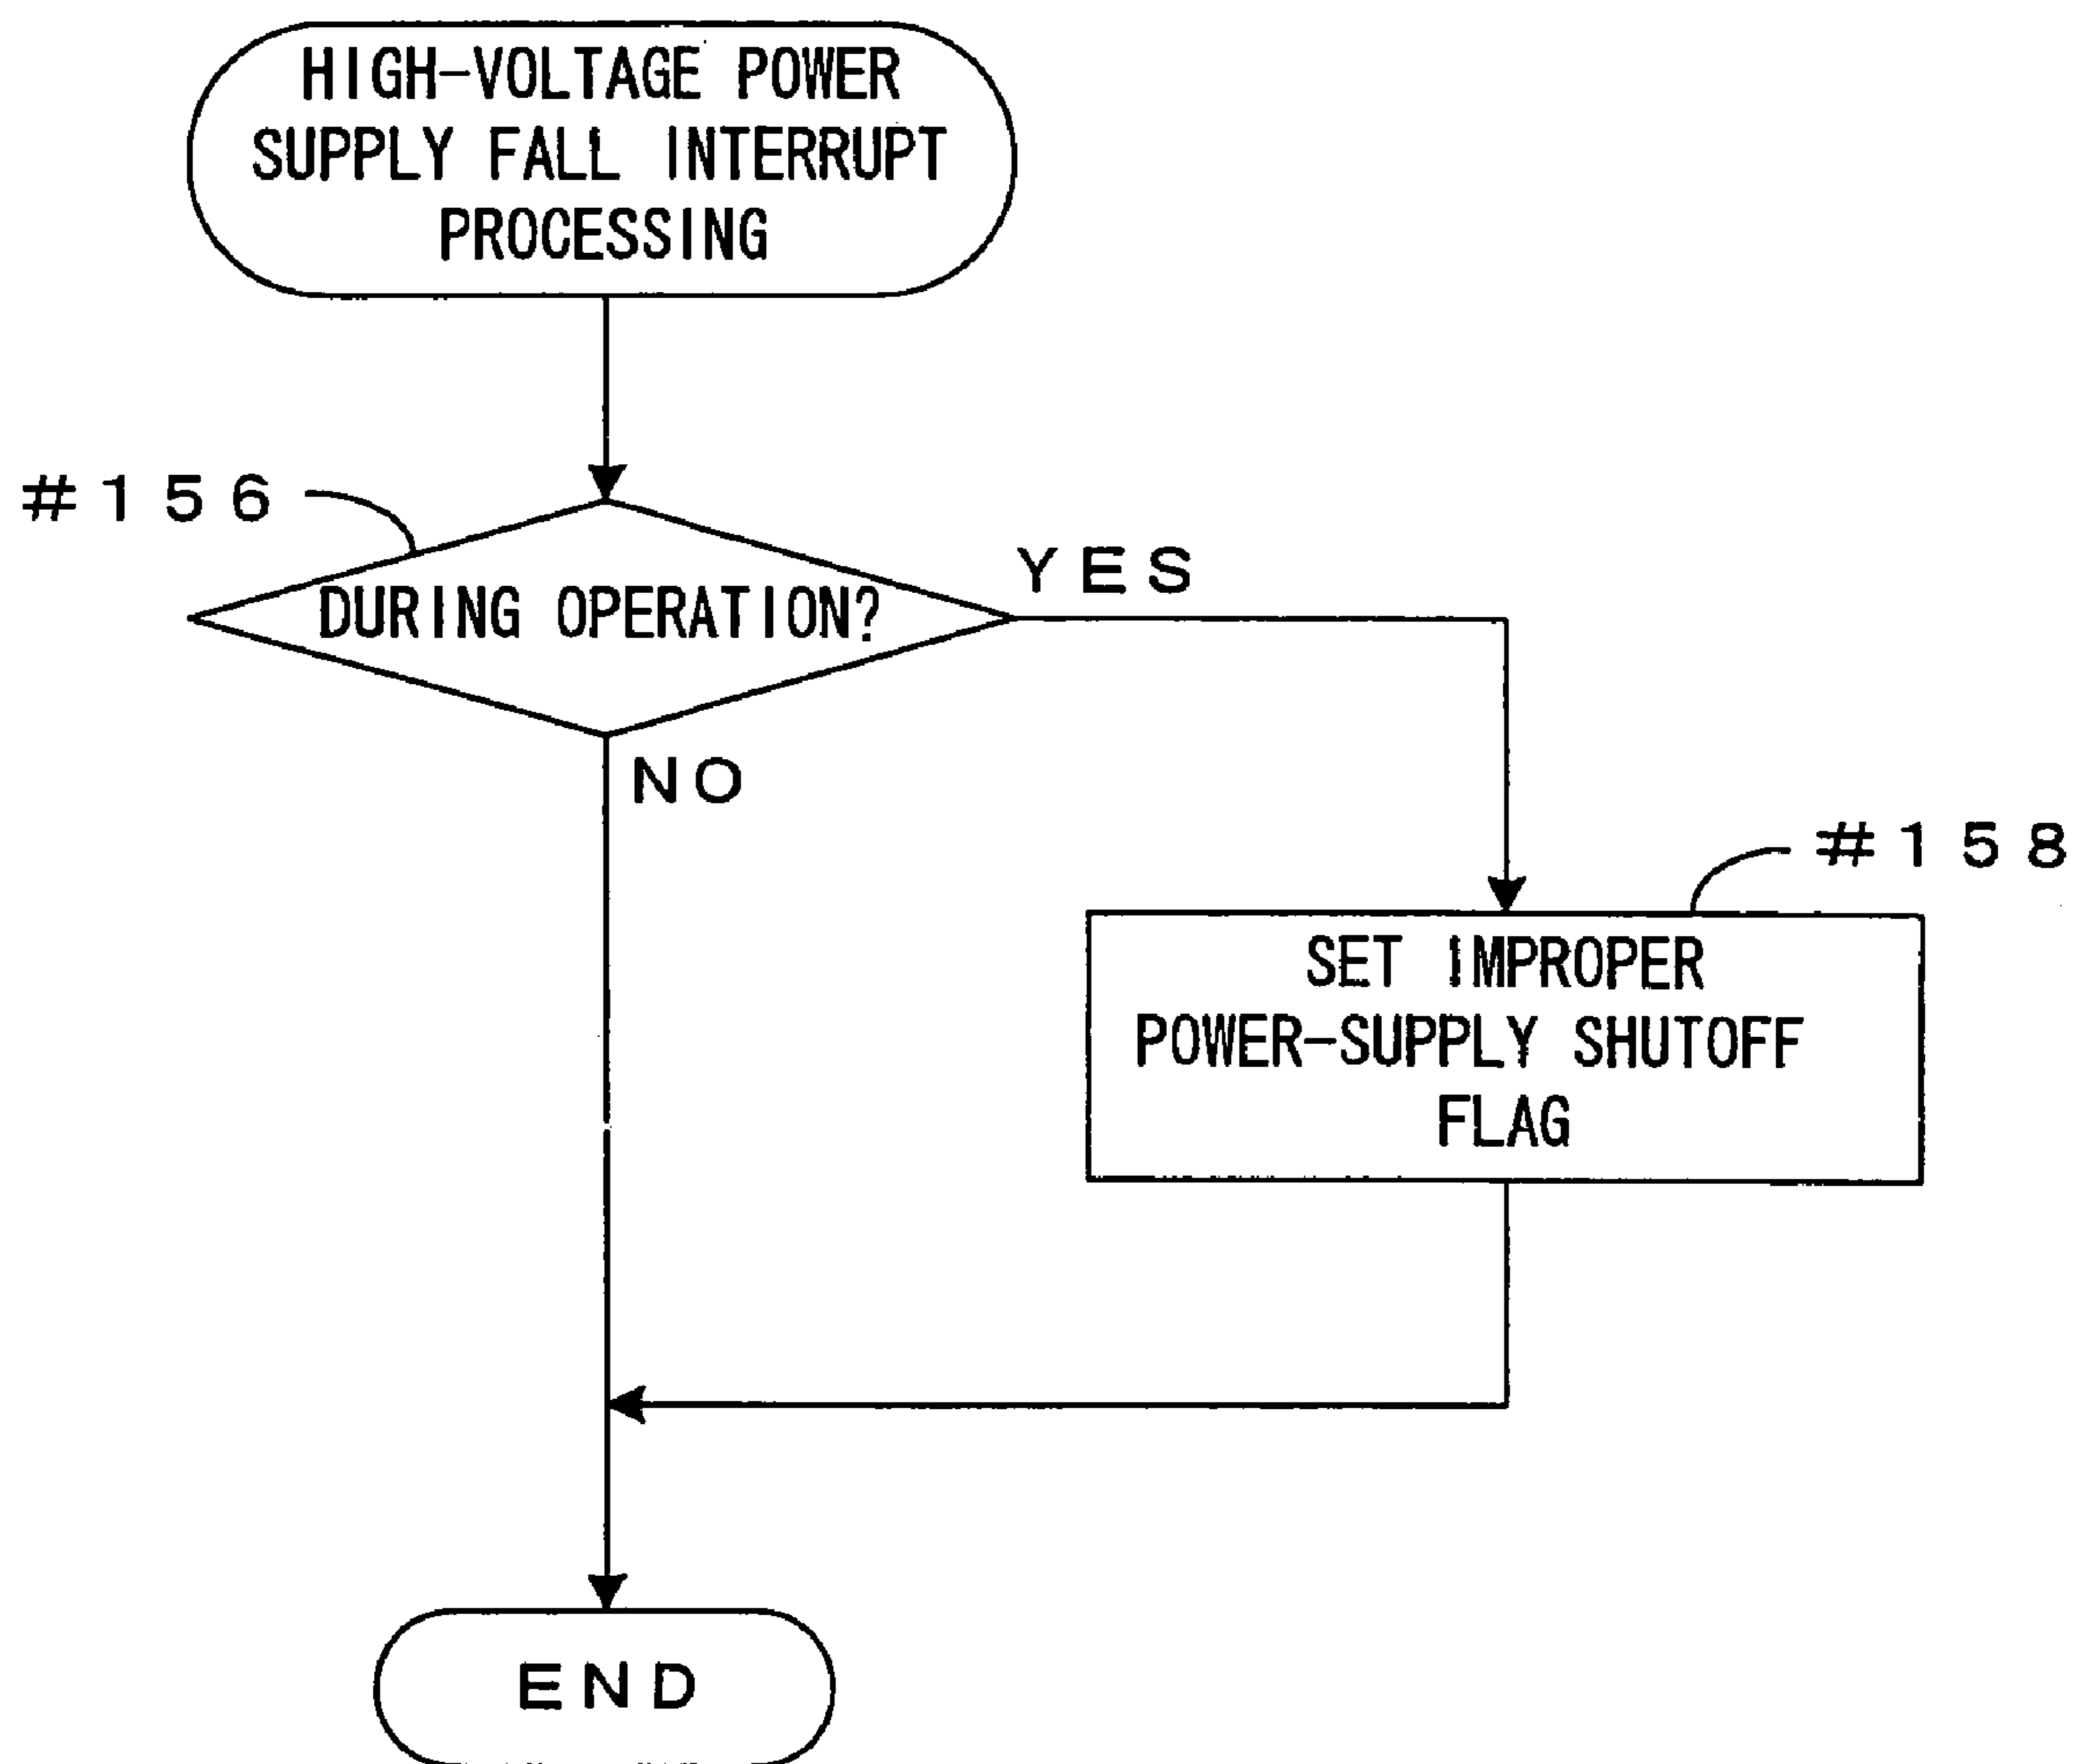 HIGH-VOLTAGE POWER
SUPPLY FALL INTERRUPT
PROCESSING
#156
DURING OPERATION?
YES
NO
#158
SET IMPROPER
POWER-SUPPLY SHUTOFF
FLAG
END